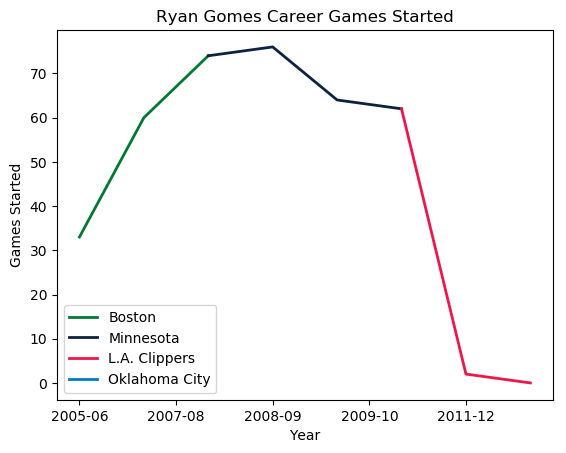 Ryan Gomes Career Games Started
Games Started
70
60
50
40
30
20
10
0
Boston
Minnesota
L.A. Clippers
Oklahoma City
2005-06
2007-08
2008-09
2009-10
2011-12
Year